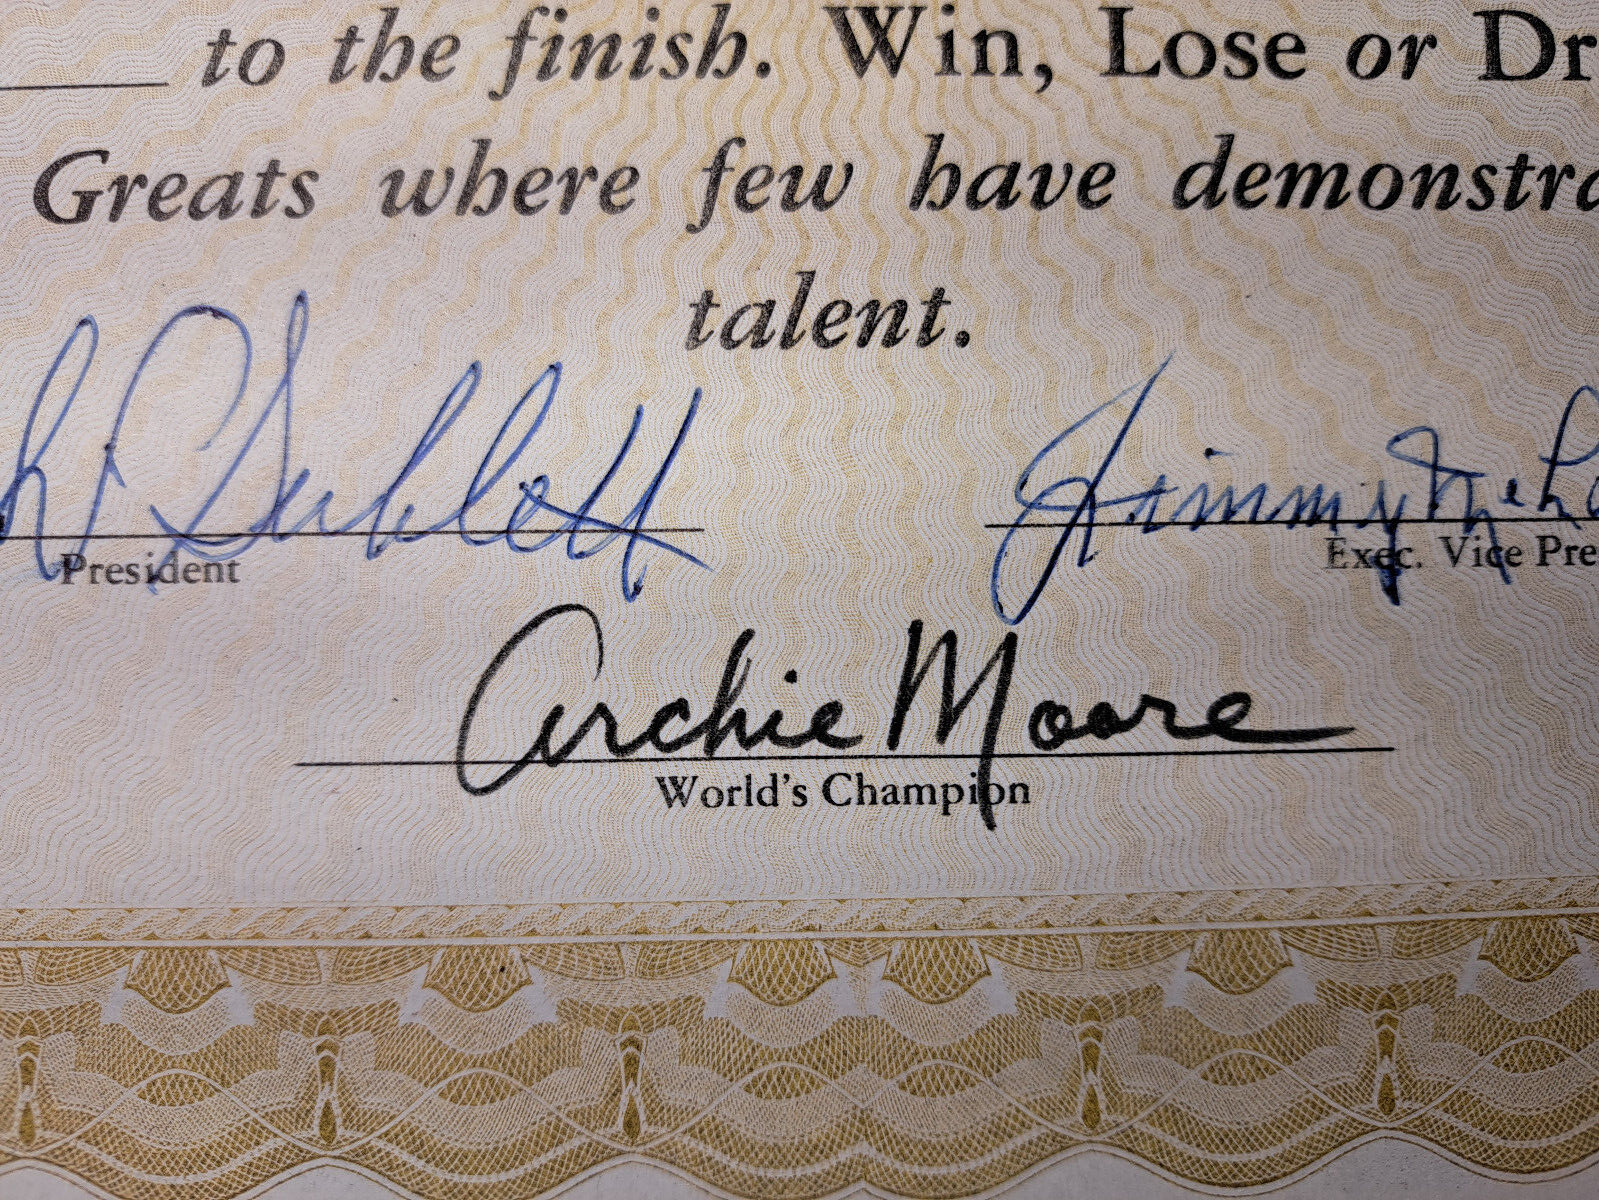 to the finish. Win, Lose or Dr
Greats where few have demonstra
talent.
Jimmy
President
Exec. Vice Pre
Archie Moore
World's Champion